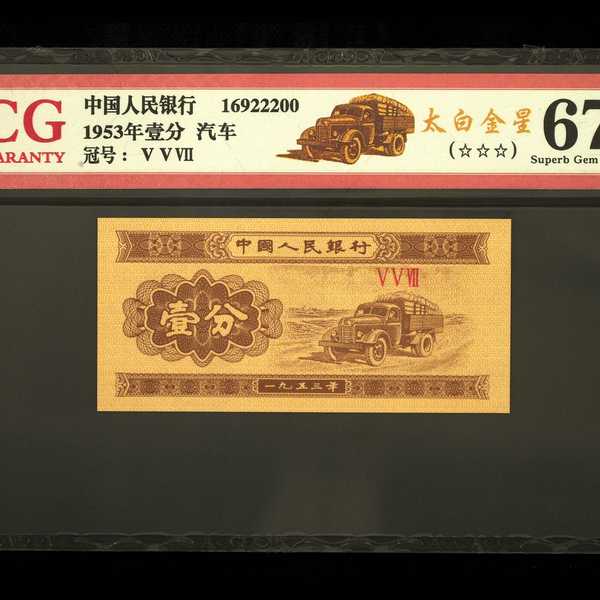 CG
ARANTY
中国人民银行 16922200
1953年壹分 汽车
冠号：ⅤⅤⅦ
太白金星
(☆☆☆)
67
Superb Gem
中國人民銀行
ⅤⅤⅦ
壹分
一九五三年